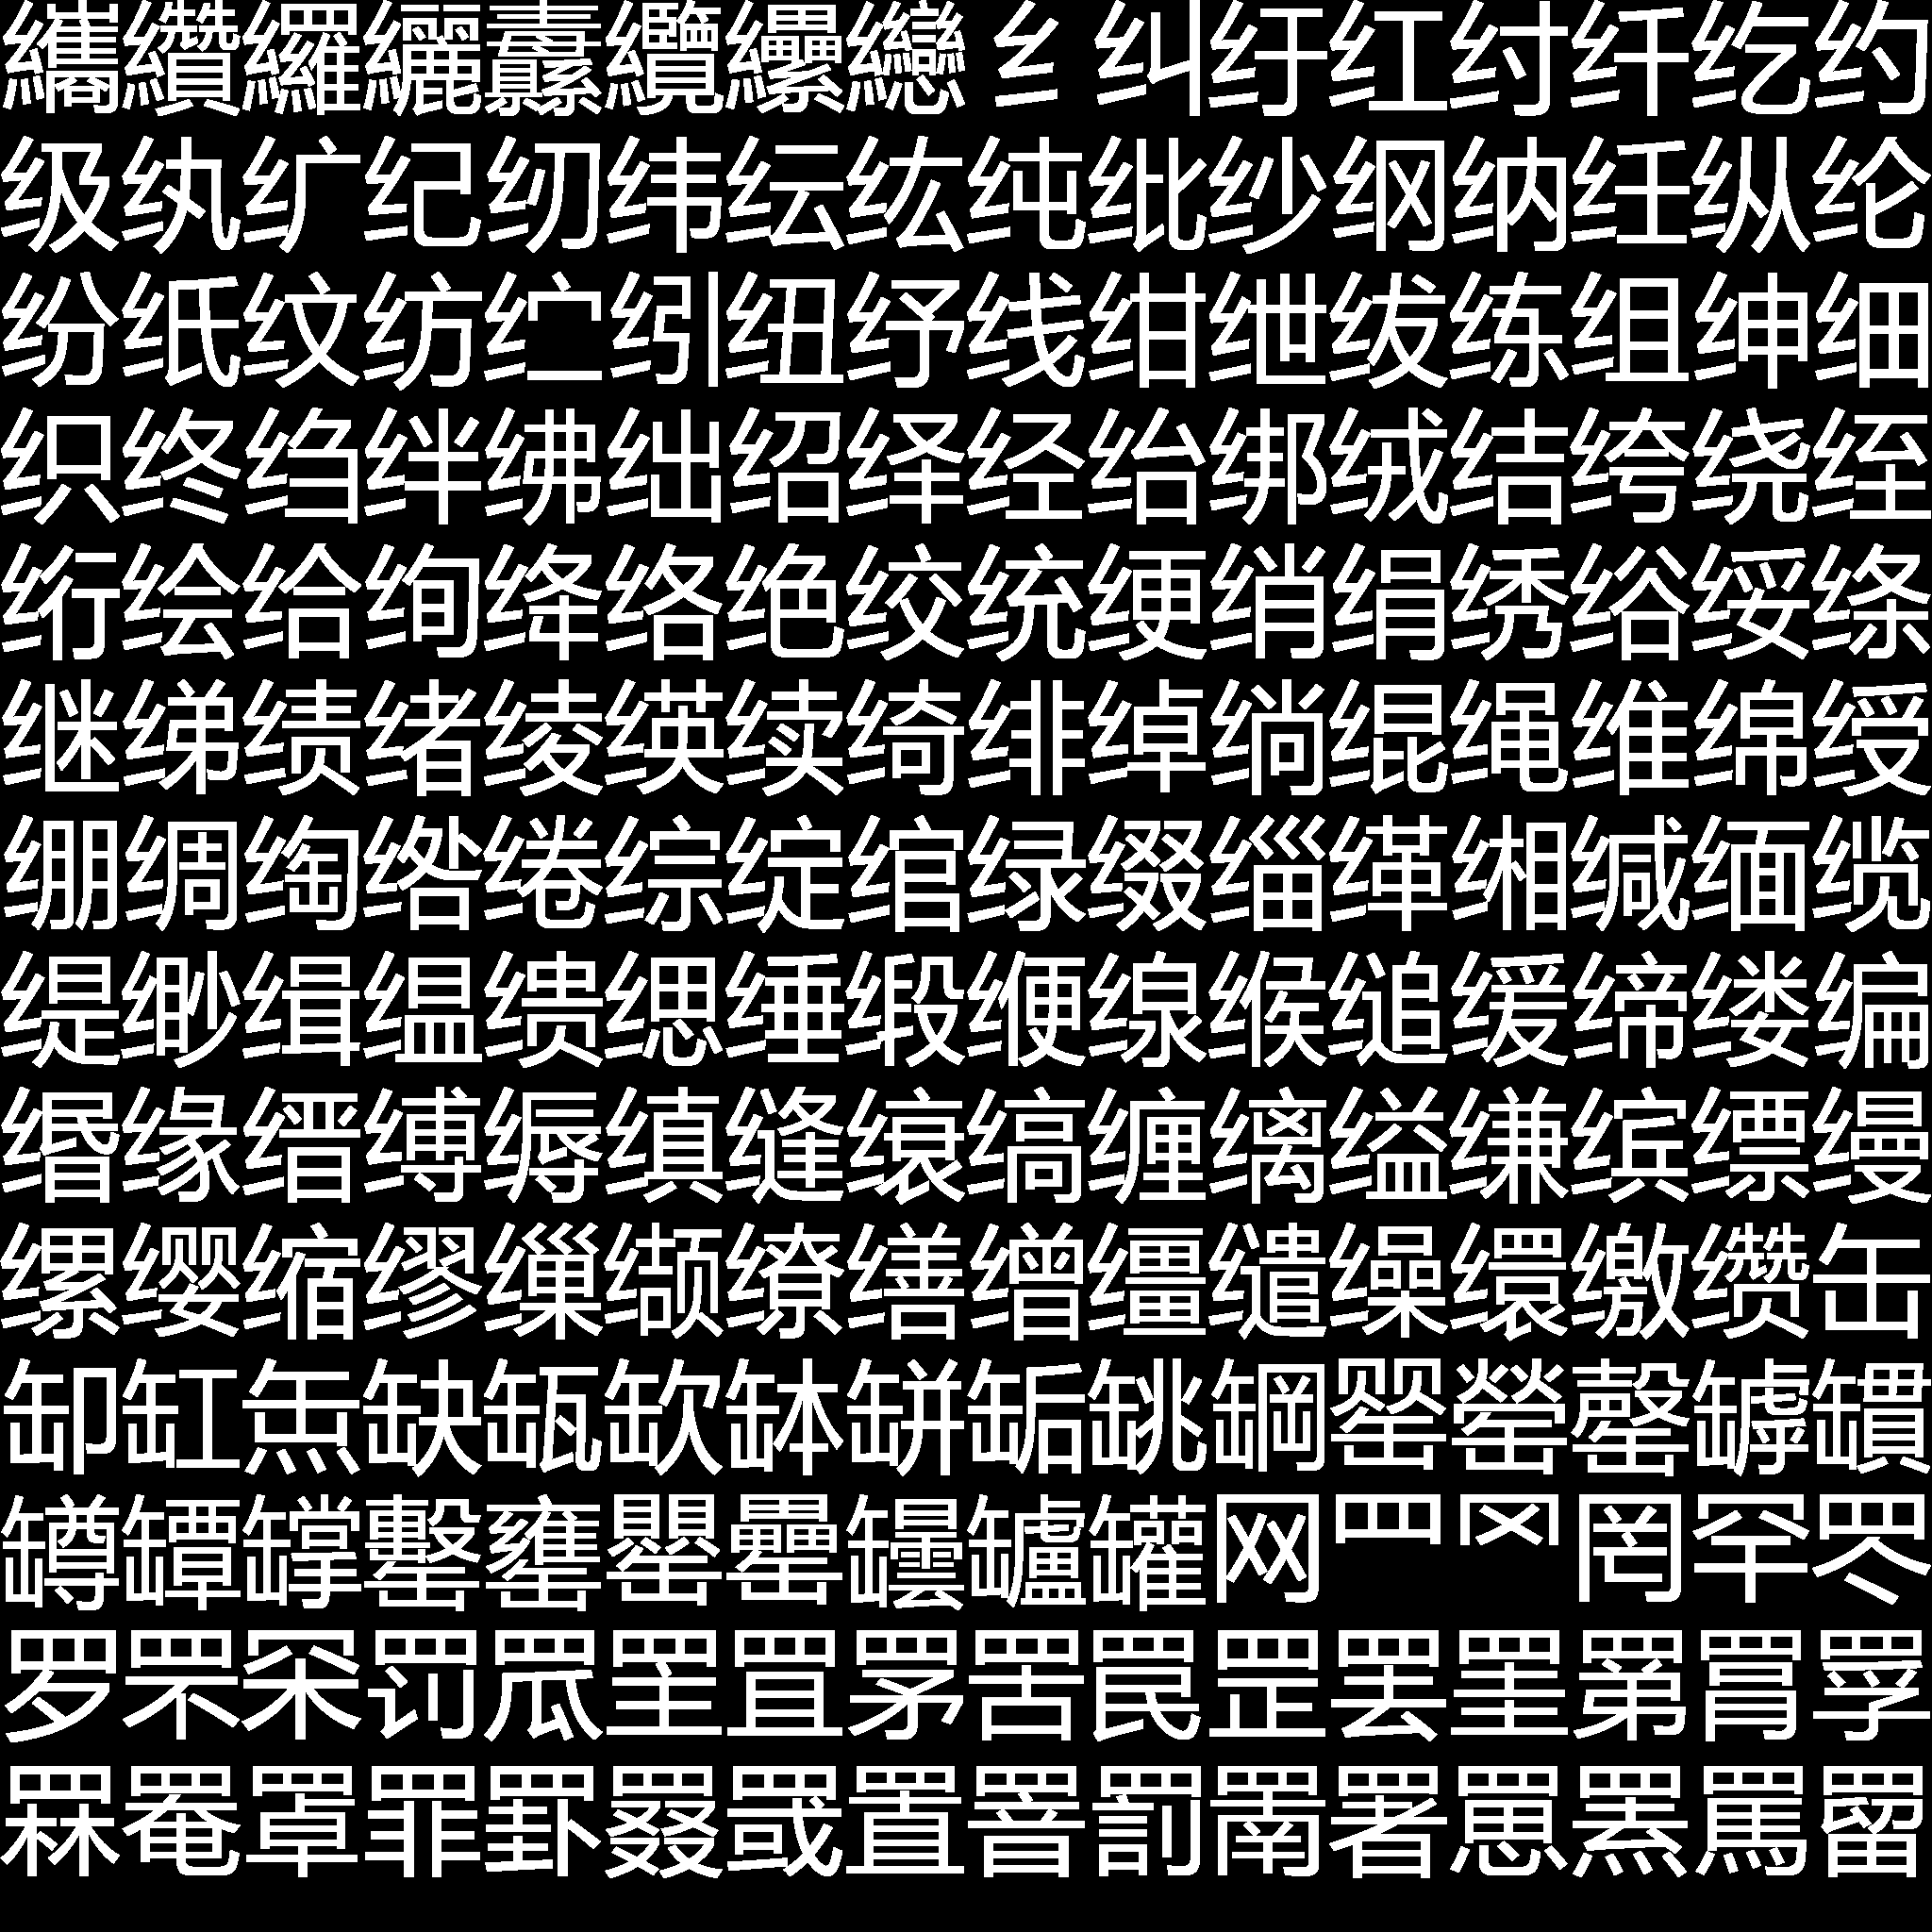 纗纘纙纚纛纜纝纞纟纠纡红纣纤纥约
级纨纩纪纫纬纭纮纯纰纱纲纳纴纵纶
纷纸纹纺纻纼纽纾线绀绁绂练组绅细
织终绉绊绋绌绍绎经绐绑绒结绔绕绖
绗绘给绚绛络绝绞统绠绡绢绣绤绥绦
继绨绩绪绫绬续绮绯绰绱绲绳维绵绶
绷绸绹绺绻综绽绾绿缀缁缂缃缄缅缆
缇缈缉缊缋缌缍缎缏缐缑缒缓缔缕编
缗缘缙缚缛缜缝缞缟缠缡缢缣缤缥缦
缧缨缩缪缫缬缭缮缯缰缱缲缳缴缵缶
缷缸缹缺缻缼缽缾缿罀罁罂罃罄罅罆
罇罈罉罊罋罌罍罎罏罐网罒罓罔罕罖
罗罘罙罚罛罜罝罞罟罠罡罢罣罤罥罦
罧罨罩罪罫罬罭置罯罰罱署罳罴罵罶